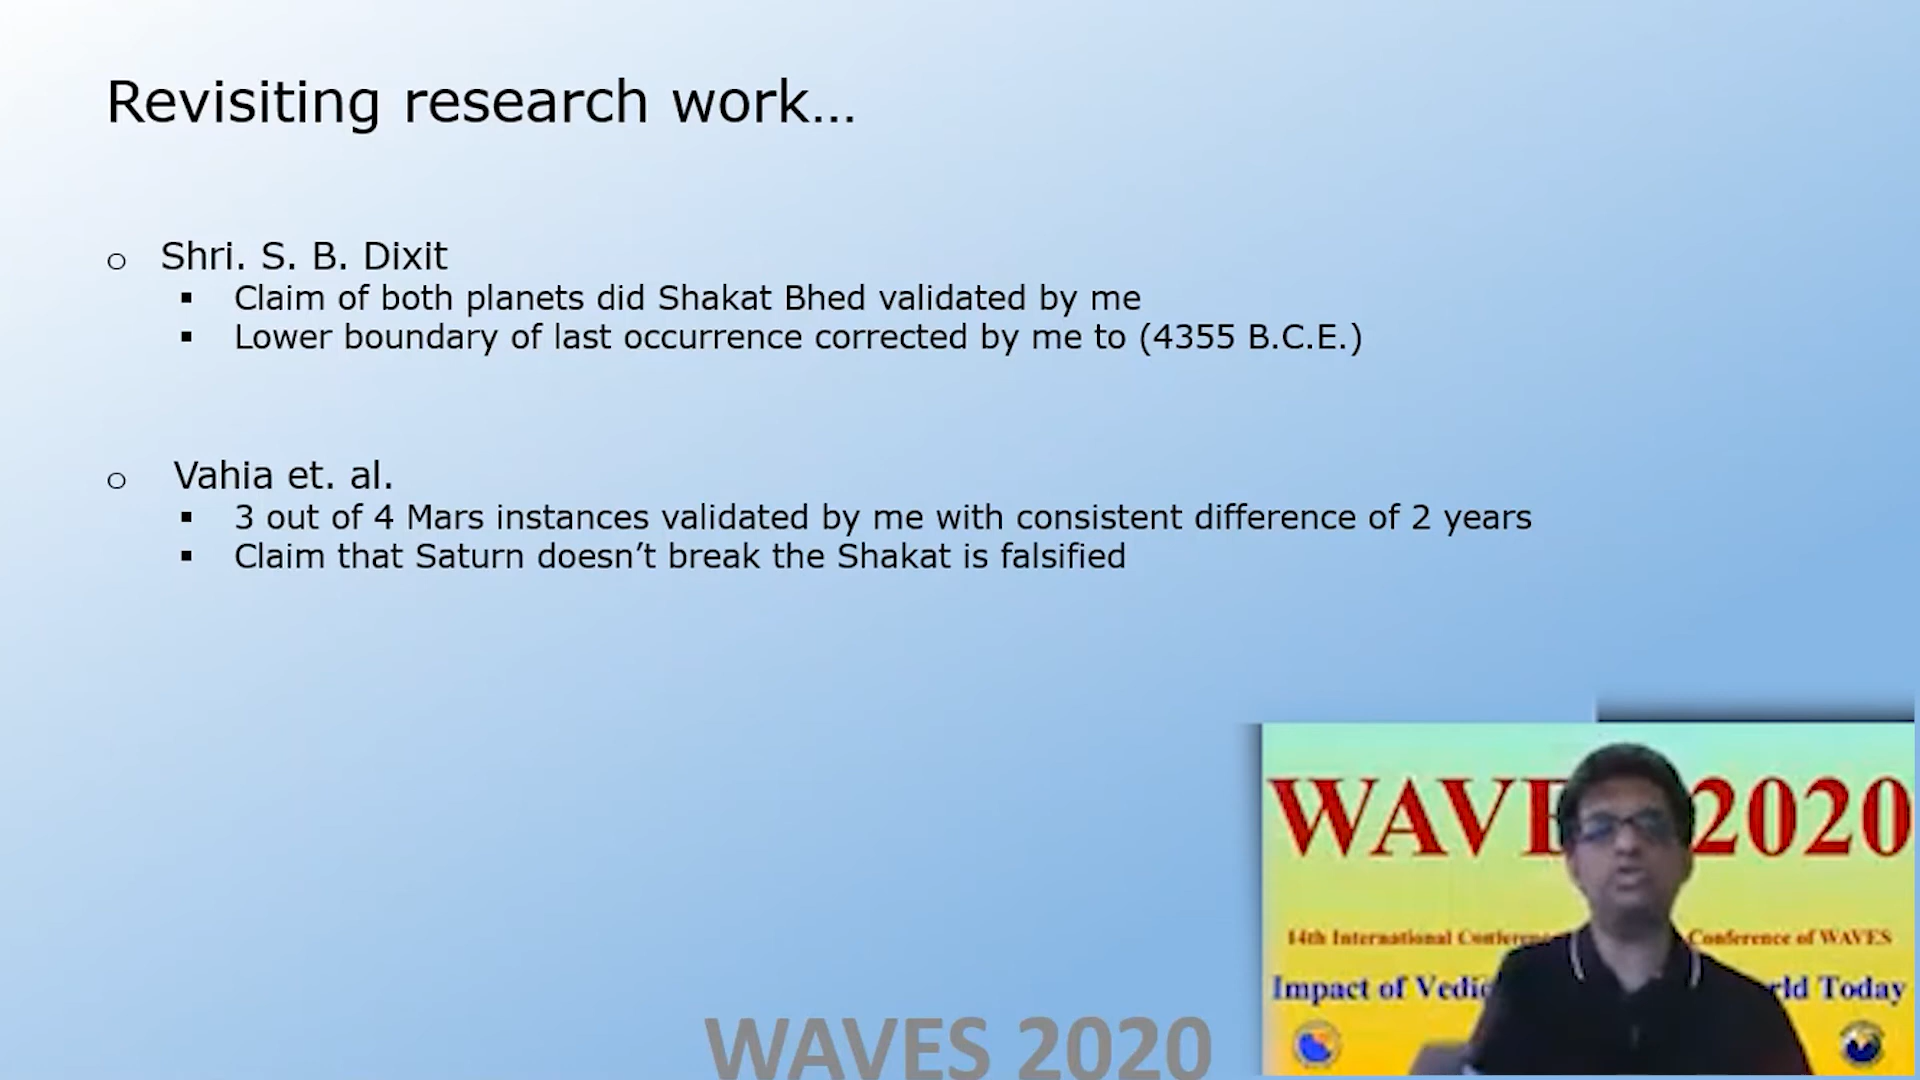 Revisiting research work...
o Shri. S. B. Dixit
▪ Claim of both planets did Shakat Bhed validated by me
▪ Lower boundary of last occurrence corrected by me to (4355 B.C.E.)
o Vahia et. al.
▪ 3 out of 4 Mars instances validated by me with consistent difference of 2 years
▪ Claim that Saturn doesn't break the Shakat is falsified
WAVE 2020
14th International Conference of WAVES
Impact of Vedic Today
WAVES 2020